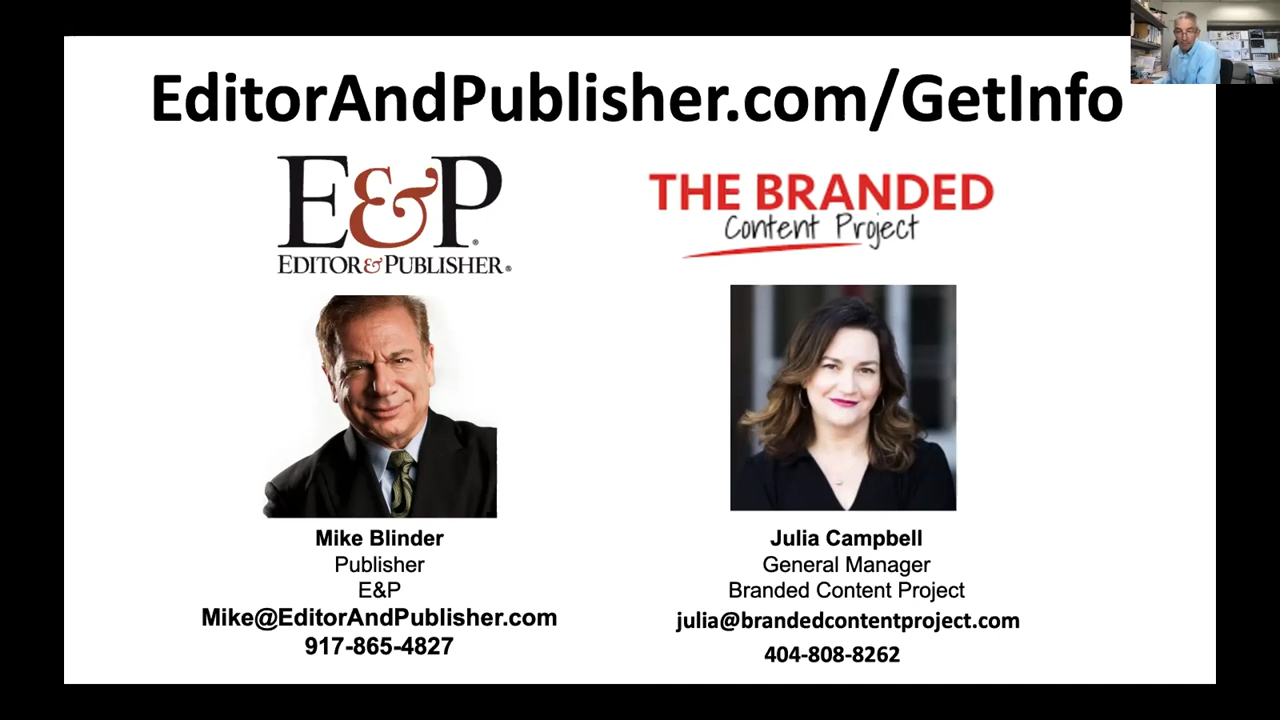 EditorAndPublisher.com/GetInfo
E&P®
EDITOR&PUBLISHER®
THE BRANDED
Content Project
Mike Blinder
Publisher
E&P
Mike@EditorAndPublisher.com
917-865-4827
Julia Campbell
General Manager
Branded Content Project
julia@brandedcontentproject.com
404-808-8262